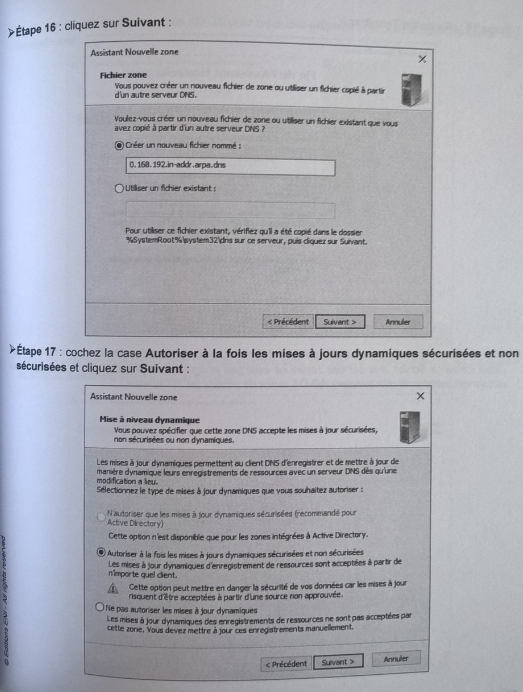 ➢Étape 16 : cliquez sur Suivant :
Assistant Nouvelle zone
Fichier zone
Vous pouvez créer un nouveau fichier de zone ou utiliser un fichier copié à partir
d'un autre serveur DNS.
Voulez-vous créer un nouveau fichier de zone ou utiliser un fichier existant que vous
avez copié à partir d'un autre serveur DNS ?
Créer un nouveau fichier nommé :
0.168.192.in-addr.arpa.dns
Utiliser un fichier existant :
Pour utiliser ce fichier existant, vérifiez qu'il a été copié dans le dossier
%SystemRoot%\system32\dns sur ce serveur, puis cliquez sur Suivant.
< Précédent Suivant > Annuler
➢Étape 17 : cochez la case Autoriser à la fois les mises à jours dynamiques sécurisées et non
sécurisées et cliquez sur Suivant :
Assistant Nouvelle zone
Mise à niveau dynamique
Vous pouvez spécifier que cette zone DNS accepte les mises à jour sécurisées,
non sécurisées ou non dynamiques.
Les mises à jour dynamiques permettent au client DNS d'enregistrer et de mettre à jour de
manière dynamique leurs enregistrements de ressources avec un serveur DNS dès qu'une
modification a lieu.
Sélectionnez le type de mises à jour dynamiques que vous souhaitez autoriser :
N'autoriser que les mises à jour dynamiques sécurisées (recommandé pour
Active Directory)
Cette option n'est disponible que pour les zones intégrées à Active Directory.
Autoriser à la fois les mises à jours dynamiques sécurisées et non sécurisées
Les mises à jour dynamiques d'enregistrement de ressources sont acceptées à partir de
n'importe quel client.
Cette option peut mettre en danger la sécurité de vos données car les mises à jour
risquent d'être acceptées à partir d'une source non approuvée.
Ne pas autoriser les mises à jour dynamiques
Les mises à jour dynamiques des enregistrements de ressources ne sont pas acceptées par
cette zone. Vous devez mettre à jour ces enregistrements manuellement.
< Précédent Suivant > Annuler
© Editions ENI - All rights reserved